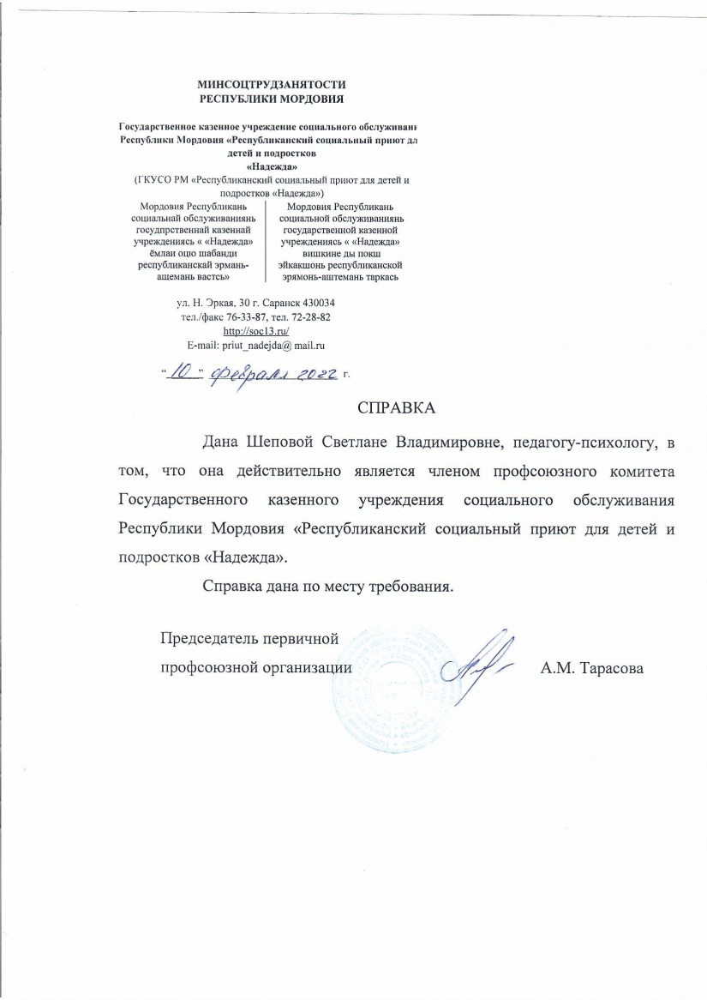 МИНСОЦТРУДЗАНЯТОСТИ
РЕСПУБЛИКИ МОРДОВИЯ
Государственное казенное учреждение социального обслуживани
Республики Мордовия «Республиканский социальный приют дл
детей и подростков
«Надежда»
(ГКУСО РМ «Республиканский социальный приют для детей и
подростков «Надежда»)
Мордовия Республикань
социальнай обслуживаниянь
госудпрственнай казеннай
учреждениясь « «Надежда»
ёмлаи оцю шабанди
республиканскай эрмань-
ащемань вастсь»
Мордовия Республикань
социальной обслуживаниянь
государственной казенной
учреждениясь « «Надежда»
вишкине ды покш
эйкакшонь республиканской
эрямонь-аштемань таркась
ул. Н. Эркая, 30 г. Саранск 430034
тел./факс 76-33-87, тел. 72-28-82
http://soc13.ru/
E-mail: priut_nadejda@ mail.ru
“ 10 ” февраля 2022 г.
СПРАВКА
Дана Шеповой Светлане Владимировне, педагогу-психологу, в
том, что она действительно является членом профсоюзного комитета
Государственного казенного учреждения социального обслуживания
Республики Мордовия «Республиканский социальный приют для детей и
подростков «Надежда».
Справка дана по месту требования.
Председатель первичной
профсоюзной организации А.М. Тарасова